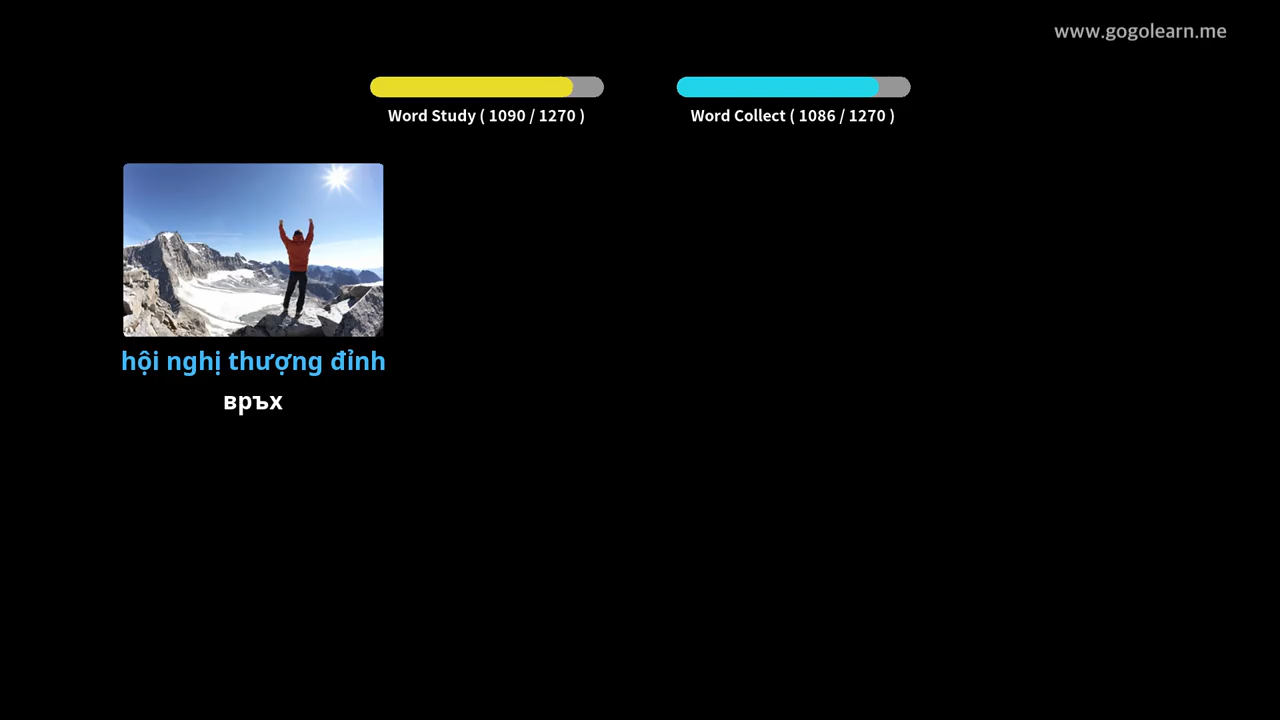 www.gogolearn.me
Word Study ( 1090 / 1270 )
Word Collect ( 1086 / 1270 )
hội nghị thượng đỉnh
връх